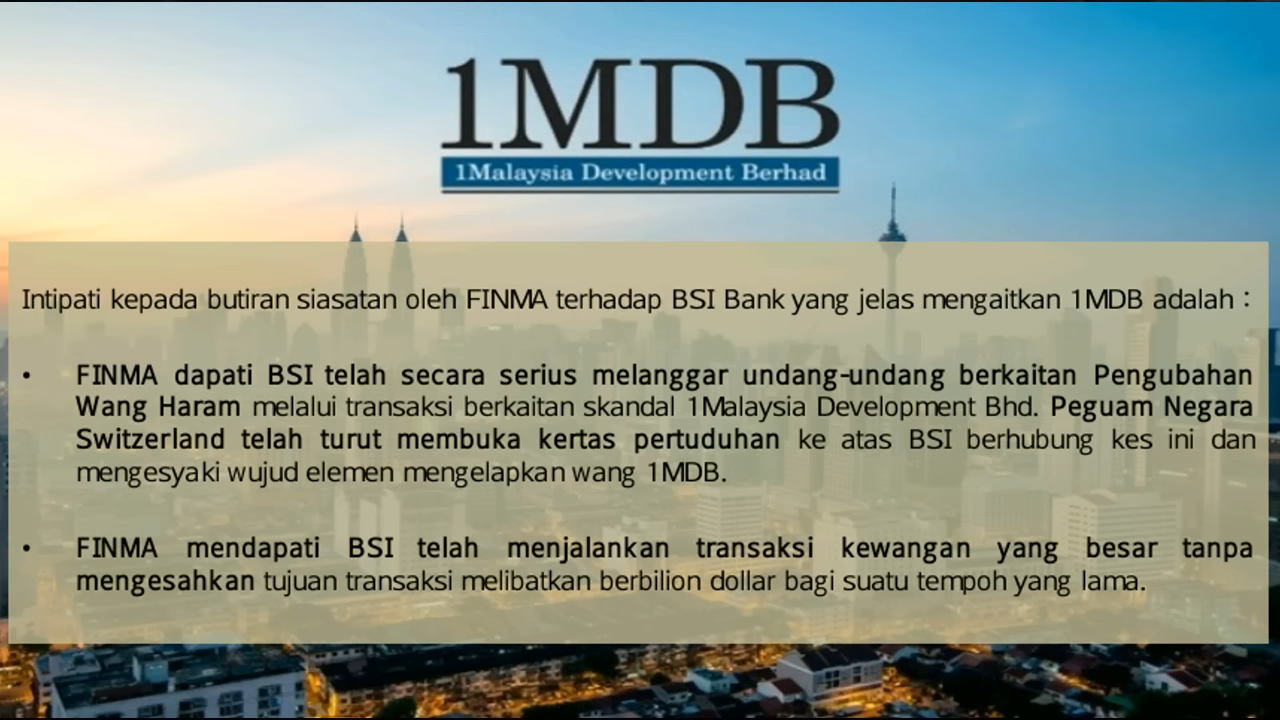 1MDB
1Malaysia Development Berhad
Intipati kepada butiran siasatan oleh FINMA terhadap BSI Bank yang jelas mengaitkan 1MDB adalah :
• FINMA dapati BSI telah secara serius melanggar undang-undang berkaitan Pengubahan
Wang Haram melalui transaksi berkaitan skandal 1Malaysia Development Bhd. Peguam Negara
Switzerland telah turut membuka kertas pertuduhan ke atas BSI berhubung kes ini dan
mengesyaki wujud elemen mengelapkan wang 1MDB.
• FINMA mendapati BSI telah menjalankan transaksi kewangan yang besar tanpa
mengesahkan tujuan transaksi melibatkan berbilion dollar bagi suatu tempoh yang lama.